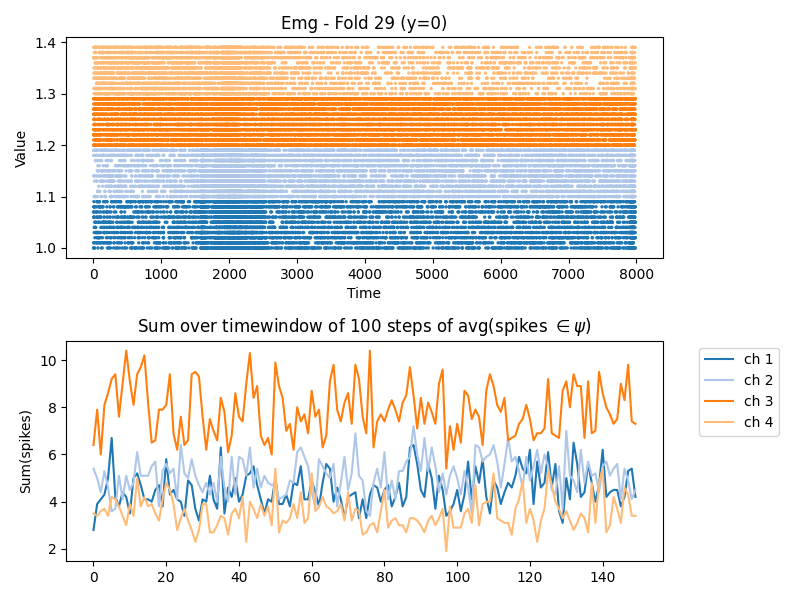 Emg - Fold 29 (y=0)
1.4
1.3
1.2
1.1
1.0
Value
0 1000 2000 3000 4000 5000 6000 7000 8000
Time
Sum over timewindow of 100 steps of avg(spikes ∈ ψ)
10
8
6
4
2
Sum(spikes)
0 20 40 60 80 100 120 140
ch 1
ch 2
ch 3
ch 4